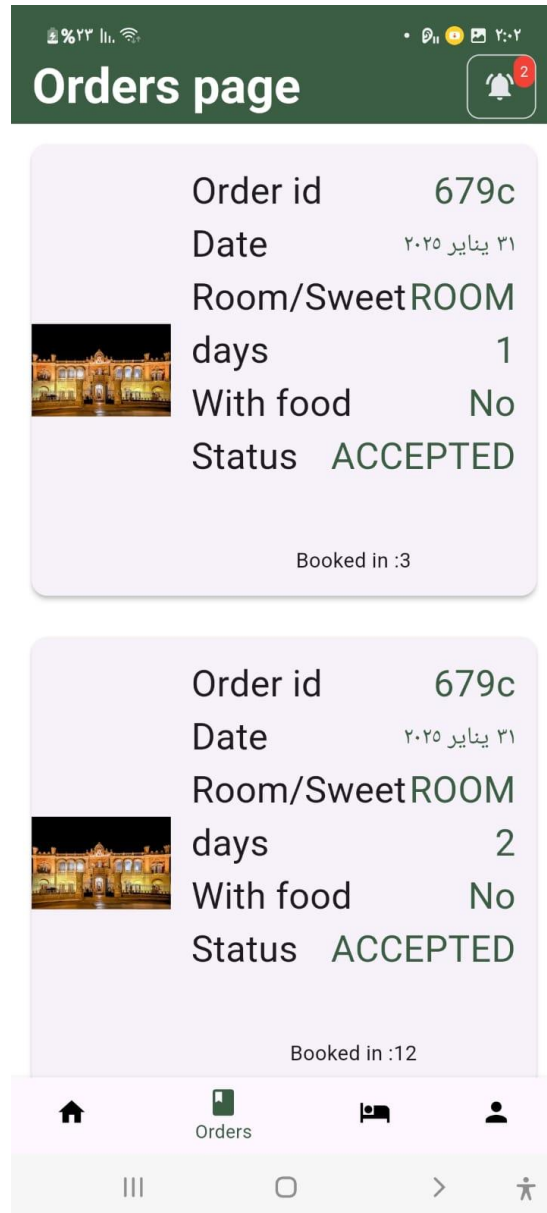 ٢:٠٢ %٢٣
Orders page
2
Order id 679c
Date ٣١ يناير ٢٠٢٥
Room/Sweet ROOM
days 1
With food No
Status ACCEPTED
Booked in :3
Order id 679c
Date ٣١ يناير ٢٠٢٥
Room/Sweet ROOM
days 2
With food No
Status ACCEPTED
Booked in :12
Orders